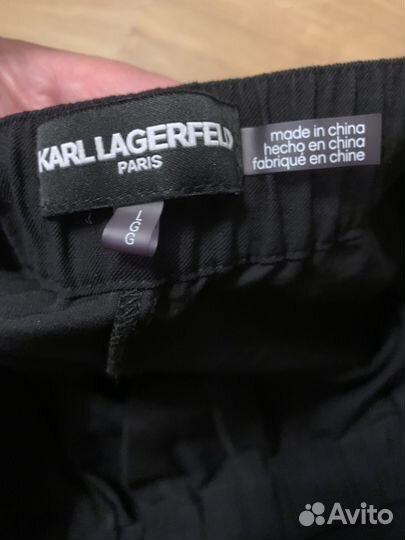 KARL LAGERFELD
PARIS
made in china
hecho en china
fabriqué en chine
L
G
G
Avito